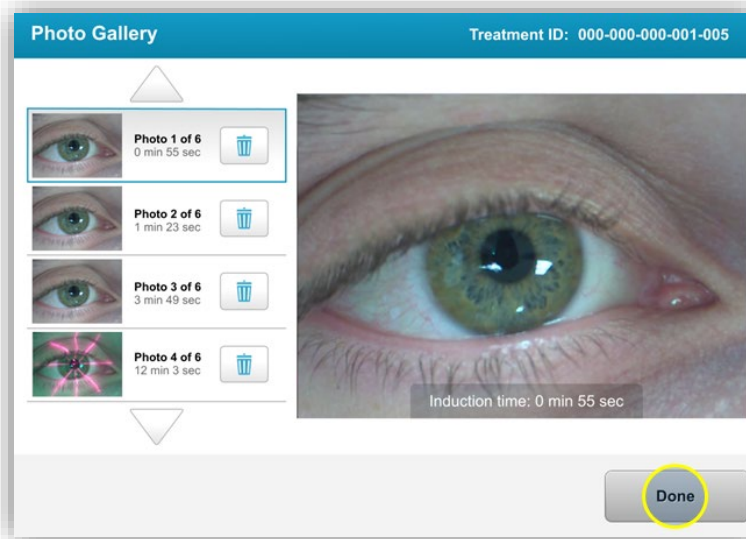 Photo Gallery
Treatment ID: 000-000-000-001-005
Photo 1 of 6
0 min 55 sec
Photo 2 of 6
1 min 23 sec
Photo 3 of 6
3 min 49 sec
Photo 4 of 6
12 min 3 sec
Induction time: 0 min 55 sec
Done